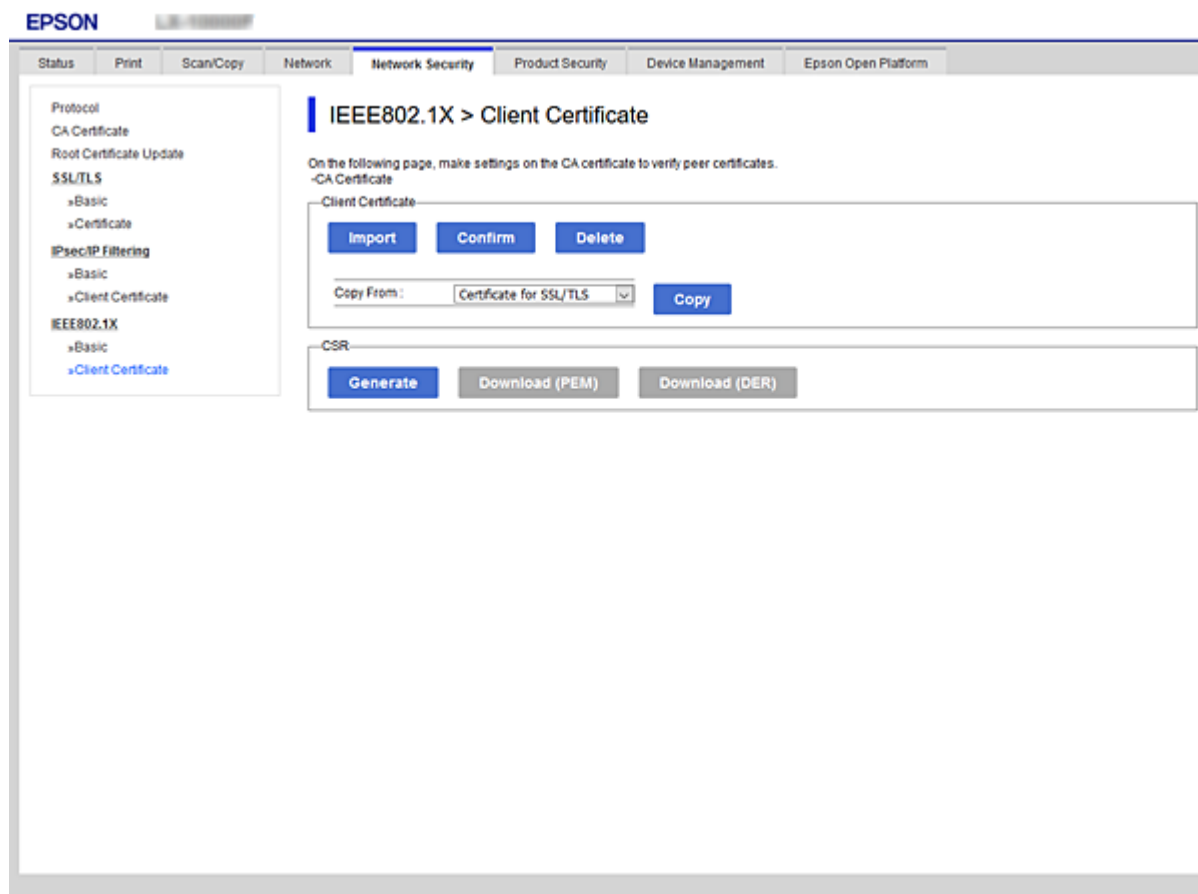 EPSON
Status Print Scan/Copy Network Network Security Product Security Device Management Epson Open Platform
Protocol
CA Certificate
Root Certificate Update
SSL/TLS
»Basic
»Certificate
IPsec/IP Filtering
»Basic
»Client Certificate
IEEE802.1X
»Basic
»Client Certificate
IEEE802.1X > Client Certificate
On the following page, make settings on the CA certificate to verify peer certificates.
-CA Certificate
Client Certificate
Import Confirm Delete
Copy From : Certificate for SSL/TLS Copy
CSR
Generate Download (PEM) Download (DER)